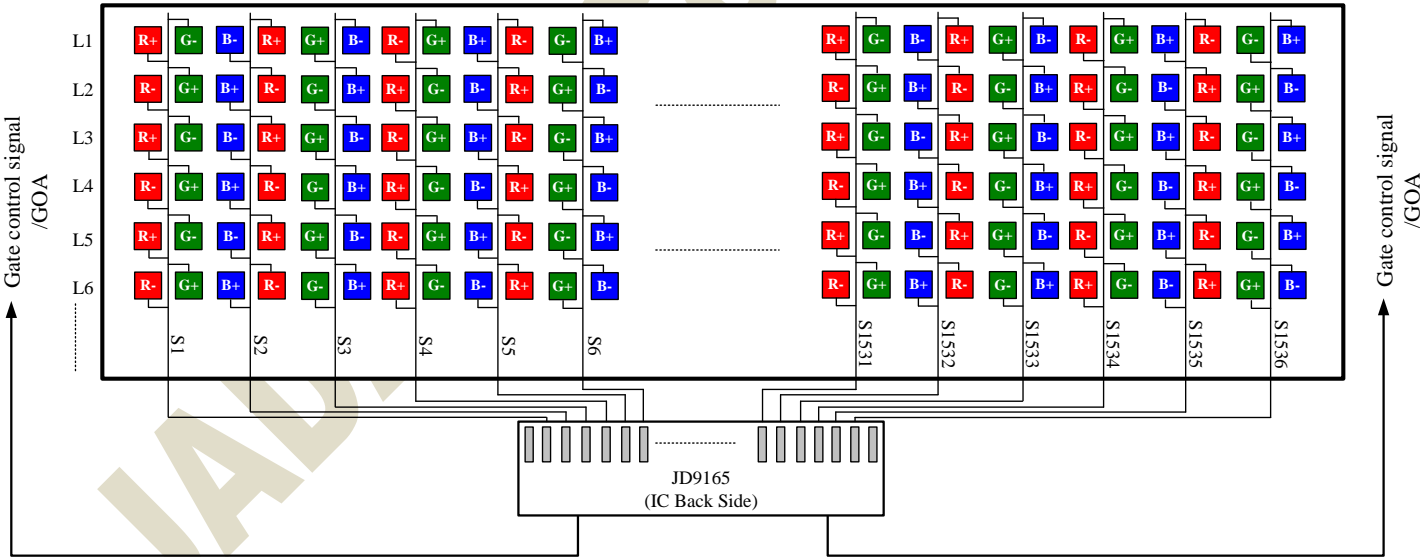 L1 R+ G- B- R+ G+ B- R- G+ B+ R- G- B+ R+ G- B- R+ G+ B- R- G+ B+ R- G- B+
L2 R- G+ B+ R- G- B+ R+ G- B- R+ G+ B- R- G+ B+ R- G- B+ R+ G- B- R+ G+ B-
L3 R+ G- B- R+ G+ B- R- G+ B+ R- G- B+ R+ G- B- R+ G+ B- R- G+ B+ R- G- B+
L4 R- G+ B+ R- G- B+ R+ G- B- R+ G+ B- R- G+ B+ R- G- B+ R+ G- B- R+ G+ B-
L5 R+ G- B- R+ G+ B- R- G+ B+ R- G- B+ R+ G- B- R+ G+ B- R- G+ B+ R- G- B+
L6 R- G+ B+ R- G- B+ R+ G- B- R+ G+ B- R- G+ B+ R- G- B+ R+ G- B- R+ G+ B-
S1 S2 S3 S4 S5 S6 S1531 S1532 S1533 S1534 S1535 S1536
Gate control signal
/GOA
Gate control signal
/GOA
JD9165
(IC Back Side)
JAD